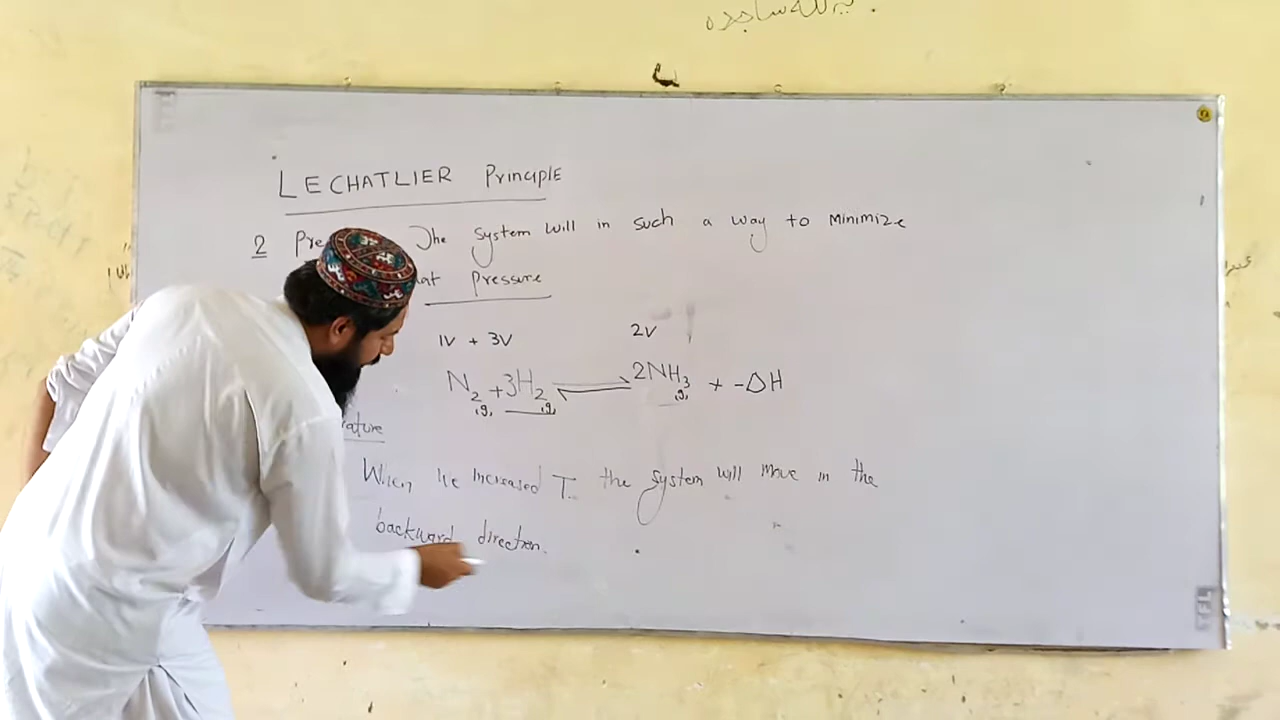 LECHATLIER Principle
2 Pre The system will in such a way to minimize
at Pressure
1V + 3V 2V
N₂(g) + 3H₂(g) ⇌ 2NH₃(g) + -ΔH
rature
When we increased T. the system will move in the
backward direction.